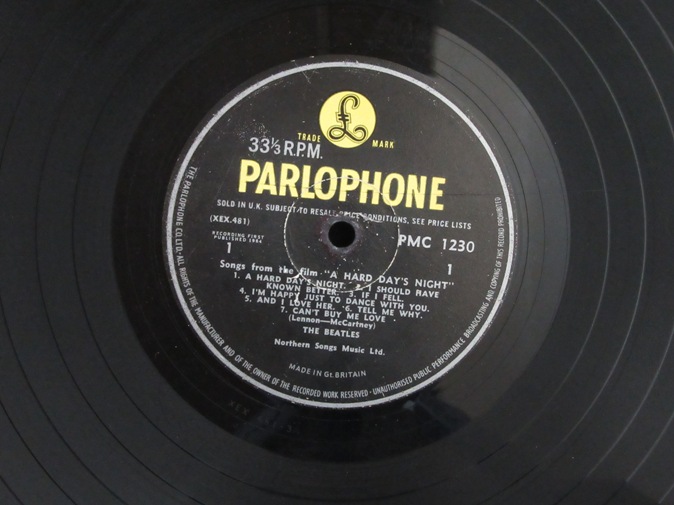 £
TRADE MARK
33⅓ R.P.M.
PARLOPHONE
SOLD IN U.K. SUBJECT TO RESALE PRICE CONDITIONS, SEE PRICE LISTS
(XEX.481)
PMC 1230
RECORDING FIRST
PUBLISHED 1964
1
1
Songs from the film "A HARD DAY'S NIGHT"
1. A HARD DAY'S NIGHT. I SHOULD HAVE
KNOWN BETTER. 3. IF I FELL.
4. I'M HAPPY JUST TO DANCE WITH YOU.
5. AND I LOVE HER. 6. TELL ME WHY.
7. CAN'T BUY ME LOVE
(Lennon—McCartney)
THE BEATLES
Northern Songs Music Ltd.
MADE IN Gt. BRITAIN
THE PARLOPHONE CO. LTD. · ALL RIGHTS OF THE MANUFACTURER AND OF THE OWNER OF THE RECORDED WORK RESERVED · UNAUTHORISED PUBLIC PERFORMANCE BROADCASTING AND COPYING OF THIS RECORD PROHIBITED
XEX